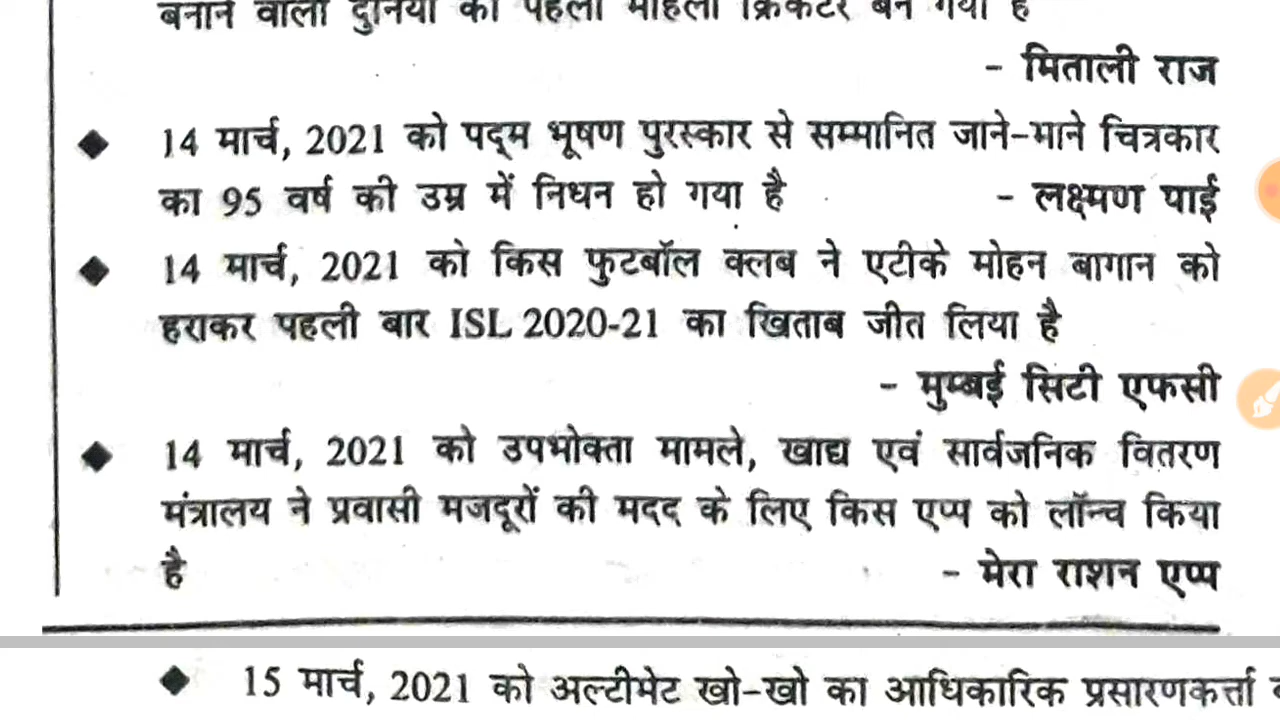 बनाने वाली दुनिया की पहली महिला क्रिकेटर बन गयी है
- मिताली राज
◆ 14 मार्च, 2021 को पद्म भूषण पुरस्कार से सम्मानित जाने-माने चित्रकार
का 95 वर्ष की उम्र में निधन हो गया है - लक्ष्मण पाई
◆ 14 मार्च, 2021 को किस फुटबॉल क्लब ने एटीके मोहन बागान को
हराकर पहली बार ISL 2020-21 का खिताब जीत लिया है
- मुम्बई सिटी एफसी
◆ 14 मार्च, 2021 को उपभोक्ता मामले, खाद्य एवं सार्वजनिक वितरण
मंत्रालय ने प्रवासी मजदूरों की मदद के लिए किस एप्प को लॉन्च किया
है - मेरा राशन एप्प
◆ 15 मार्च, 2021 को अल्टीमेट खो-खो का आधिकारिक प्रसारणकर्त्ता